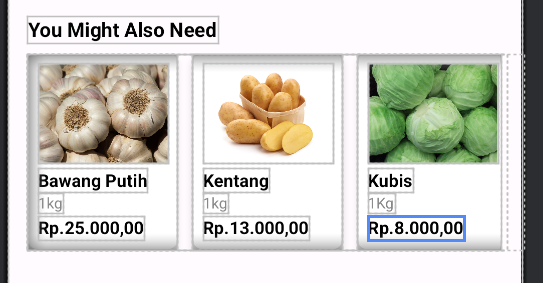 You Might Also Need
Bawang Putih
1kg
Rp.25.000,00
Kentang
1kg
Rp.13.000,00
Kubis
1Kg
Rp.8.000,00